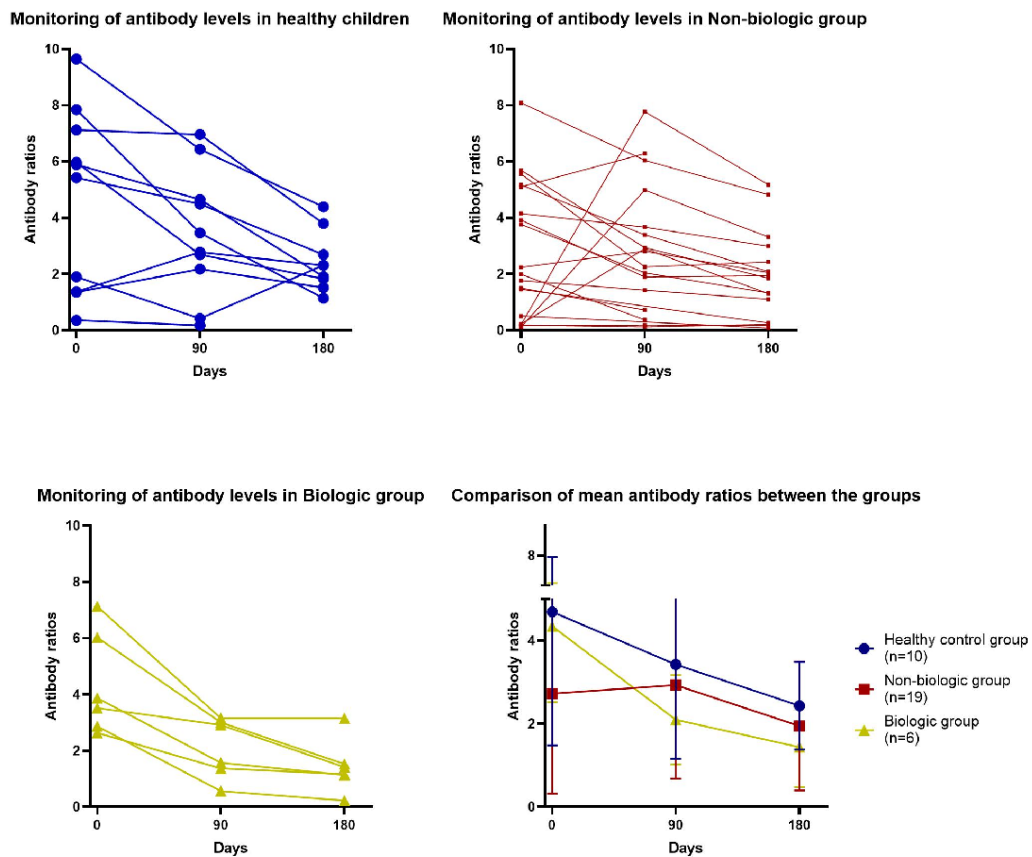 Monitoring of antibody levels in healthy children
10
8
6
4
2
0
Antibody ratios
0 90 180
Days
Monitoring of antibody levels in Non-biologic group
10
8
6
4
2
0
Antibody ratios
0 90 180
Days
Monitoring of antibody levels in Biologic group
10
8
6
4
2
0
Antibody ratios
0 90 180
Days
Comparison of mean antibody ratios between the groups
8
4
2
0
Antibody ratios
0 90 180
Days
Healthy control group
(n=10)
Non-biologic group
(n=19)
Biologic group
(n=6)